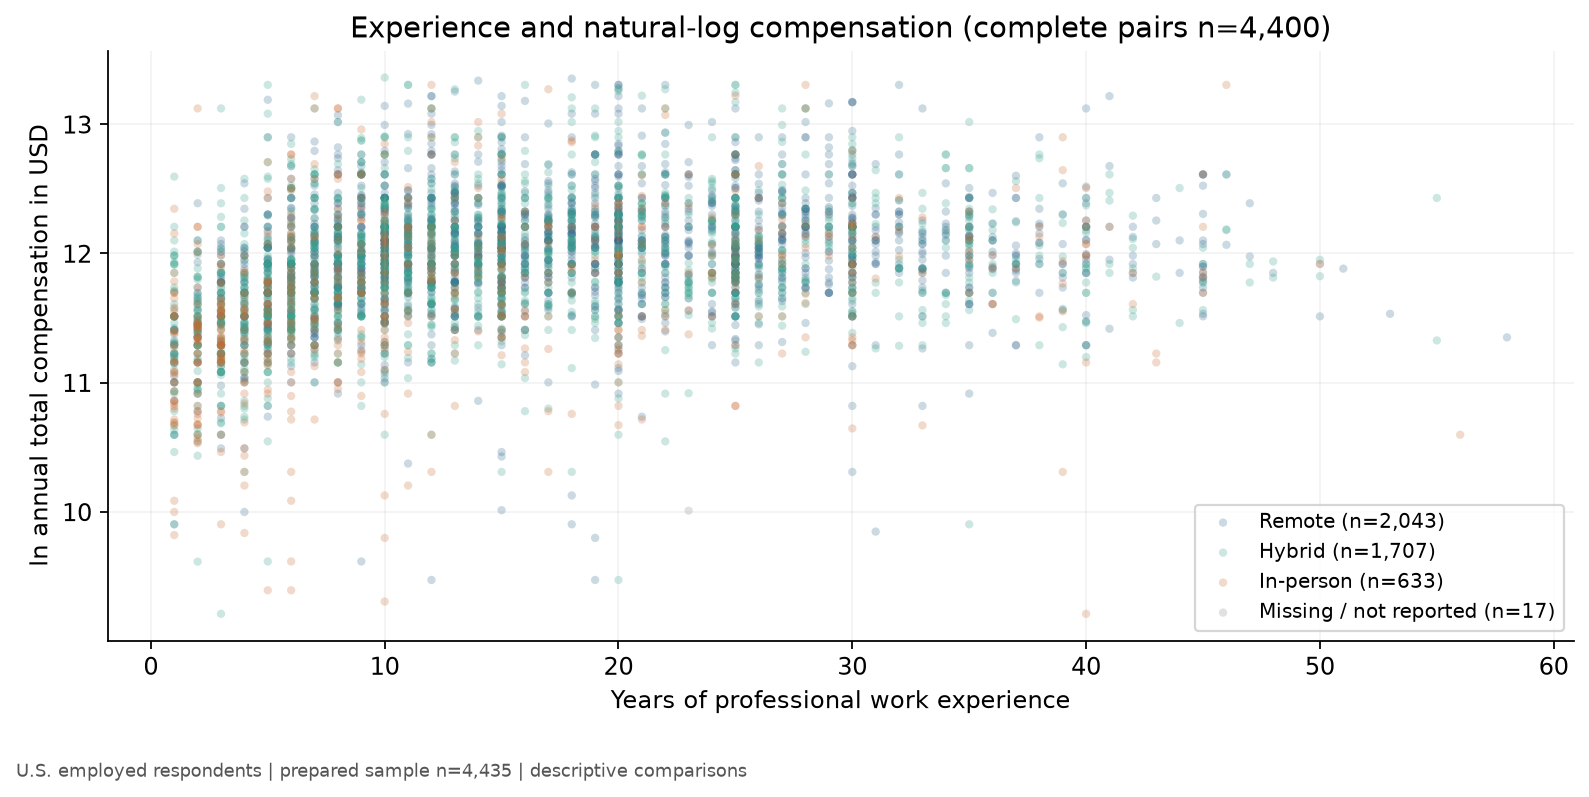 Experience and natural-log compensation (complete pairs n=4,400)
ln annual total compensation in USD
13
12
11
10
0 10 20 30 40 50 60
Years of professional work experience
Remote (n=2,043)
Hybrid (n=1,707)
In-person (n=633)
Missing / not reported (n=17)
U.S. employed respondents | prepared sample n=4,435 | descriptive comparisons